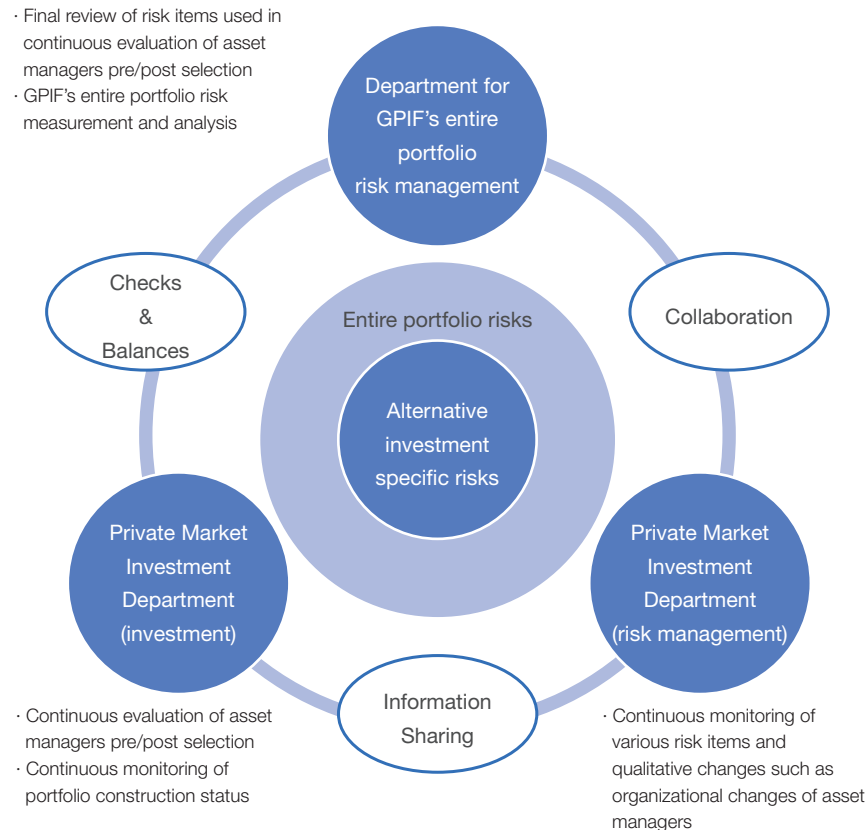 · Final review of risk items used in
continuous evaluation of asset
managers pre/post selection
· GPIF’s entire portfolio risk
measurement and analysis
Department for
GPIF’s entire
portfolio
risk management
Checks
&
Balances
Collaboration
Entire portfolio risks
Alternative
investment
specific risks
Private Market
Investment
Department
(investment)
Private Market
Investment
Department
(risk management)
Information
Sharing
· Continuous evaluation of asset
managers pre/post selection
· Continuous monitoring of
portfolio construction status
· Continuous monitoring of
various risk items and
qualitative changes such as
organizational changes of asset
managers